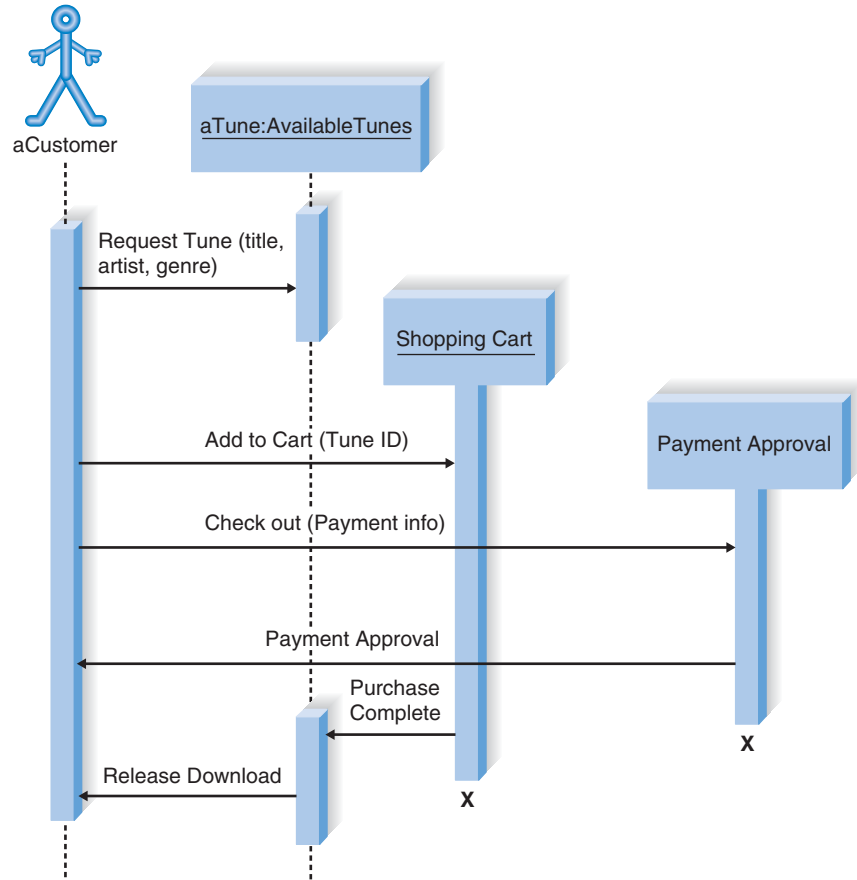 aCustomer
aTune:AvailableTunes
Request Tune (title,
artist, genre)
Shopping Cart
Add to Cart (Tune ID)
Payment Approval
Check out (Payment info)
Payment Approval
Purchase
Complete
X
Release Download
X